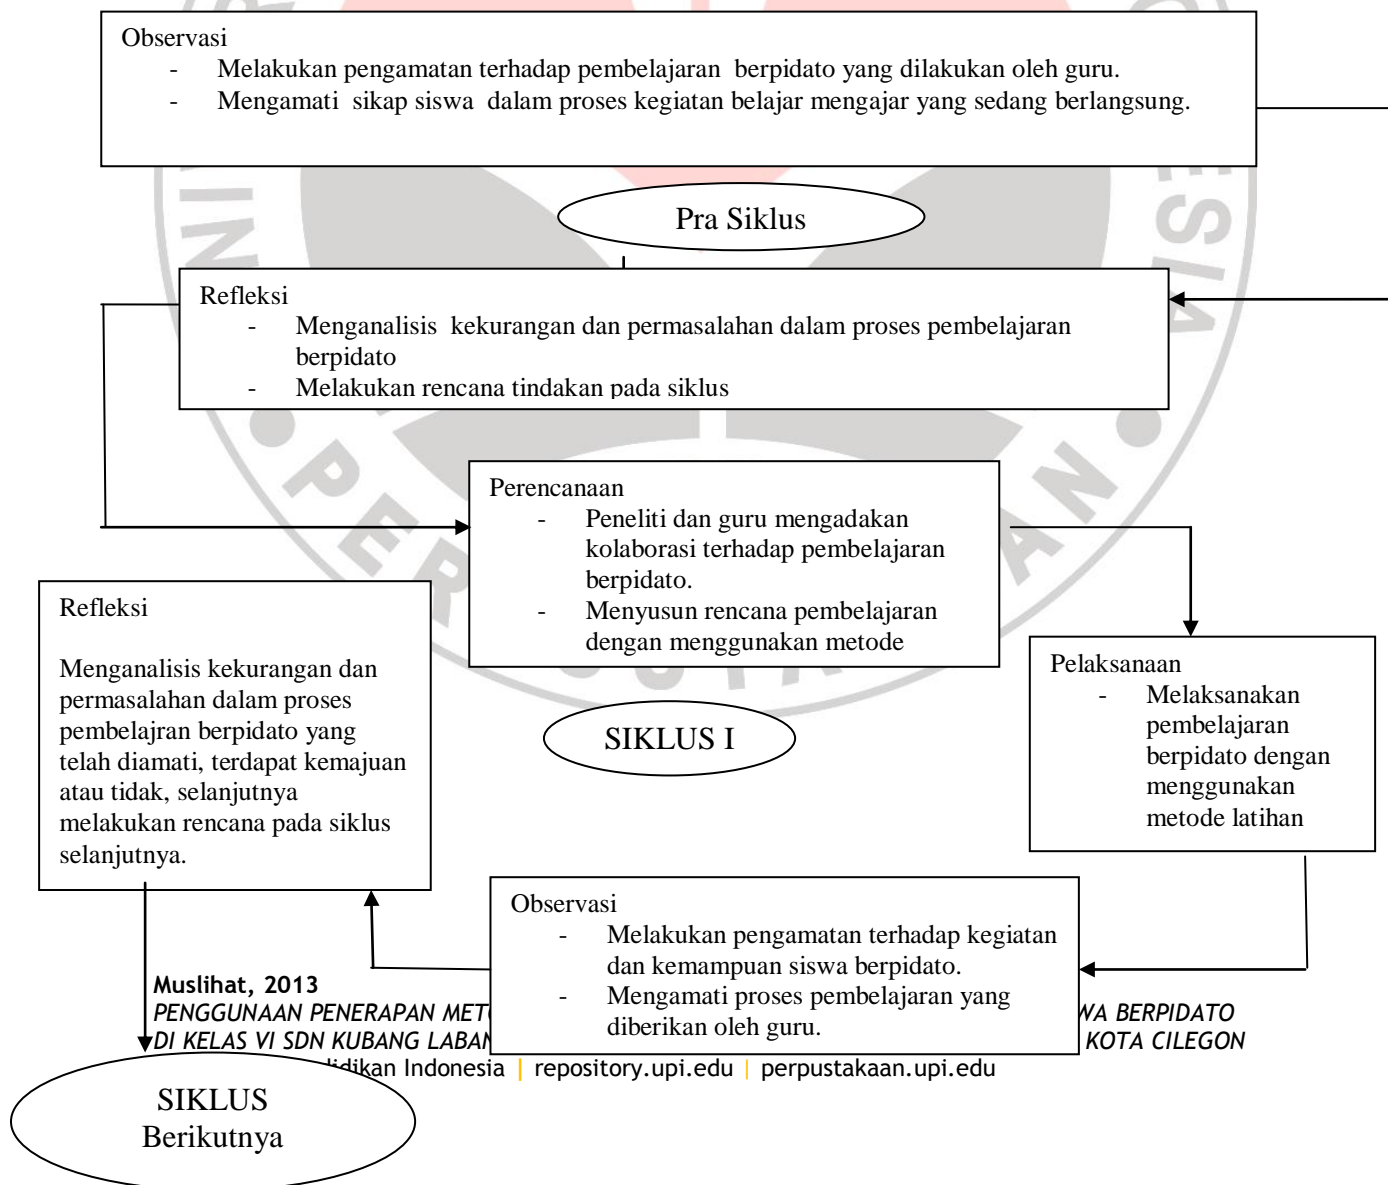 Observasi
- Melakukan pengamatan terhadap pembelajaran berpidato yang dilakukan oleh guru.
- Mengamati sikap siswa dalam proses kegiatan belajar mengajar yang sedang berlangsung.
Pra Siklus
Refleksi
- Menganalisis kekurangan dan permasalahan dalam proses pembelajaran
berpidato
- Melakukan rencana tindakan pada siklus
Perencanaan
- Peneliti dan guru mengadakan
kolaborasi terhadap pembelajaran
berpidato.
- Menyusun rencana pembelajaran
dengan menggunakan metode
SIKLUS I
Pelaksanaan
- Melaksanakan
pembelajaran
berpidato dengan
menggunakan
metode latihan
Observasi
- Melakukan pengamatan terhadap kegiatan
dan kemampuan siswa berpidato.
- Mengamati proses pembelajaran yang
diberikan oleh guru.
Refleksi
Menganalisis kekurangan dan
permasalahan dalam proses
pembelajran berpidato yang
telah diamati, terdapat kemajuan
atau tidak, selanjutnya
melakukan rencana pada siklus
selanjutnya.
SIKLUS
Berikutnya
Muslihat, 2013
PENGGUNAAN PENERAPAN BERPIDATO
DI KELAS VI SDN KUBANG KOTA CILEGON
Indonesia | repository.upi.edu | perpustakaan.upi.edu